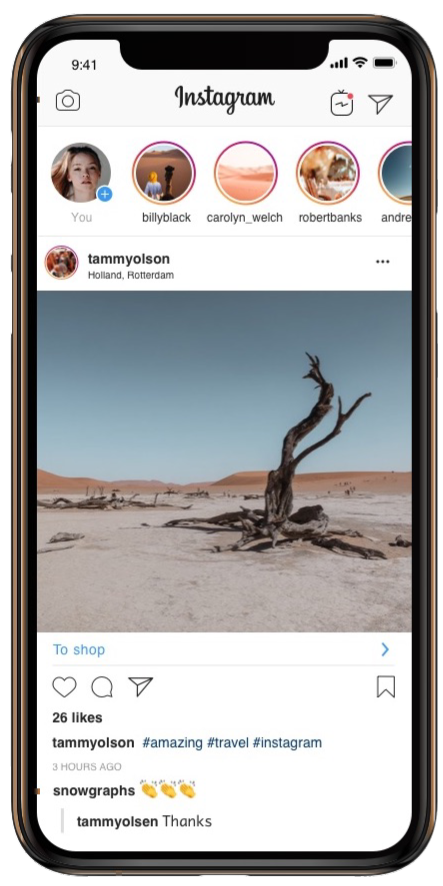 9:41
Instagram
You
billyblack
carolyn_welch
robertbanks
andre
tammyolson
Holland, Rotterdam
To shop
26 likes
tammyolson #amazing #travel #instagram
3 HOURS AGO
snowgraphs 👏👏👏
tammyolsen Thanks